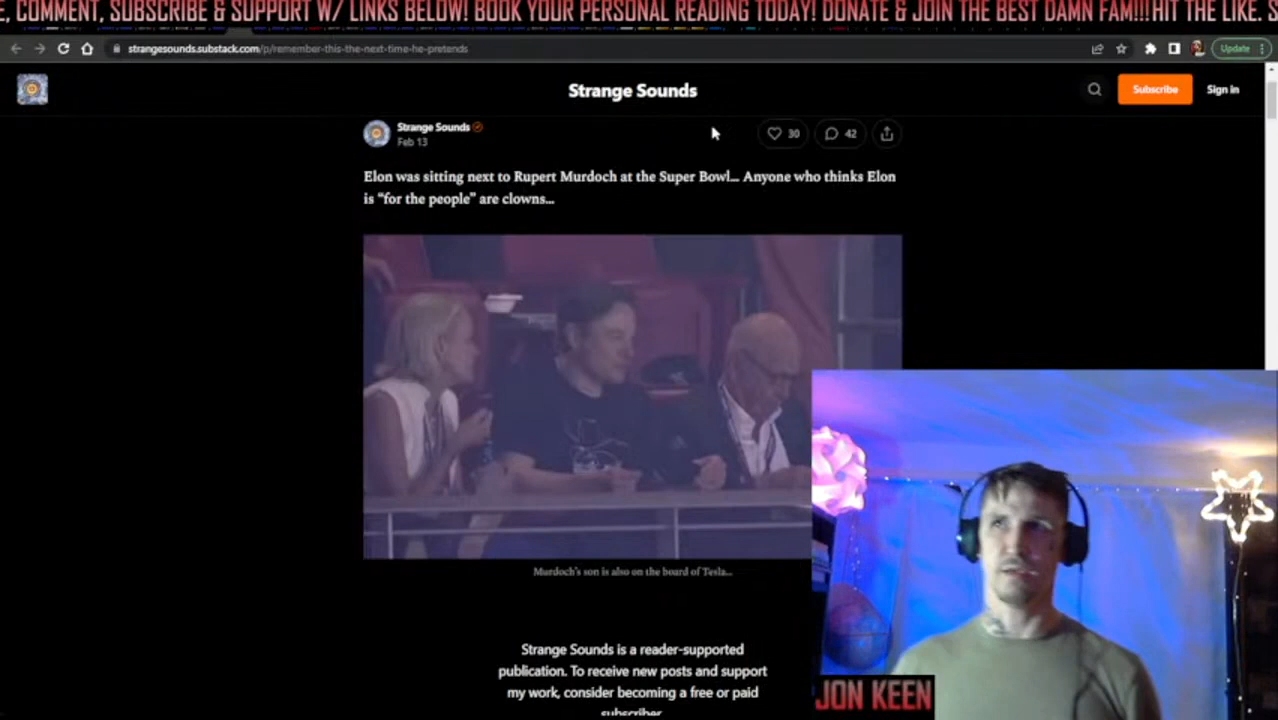 E, COMMENT, SUBSCRIBE & SUPPORT W/ LINKS BELOW! BOOK YOUR PERSONAL READING TODAY! DONATE & JOIN THE BEST DAMN FAM!!! HIT THE LIKE. S
strangesounds.substack.com/p/remember-this-the-next-time-he-pretends
Update
Strange Sounds
Subscribe
Sign in
Strange Sounds
Feb 13
30
42
Elon was sitting next to Rupert Murdoch at the Super Bowl... Anyone who thinks Elon
is “for the people” are clowns...
Murdoch's son is also on the board of Tesla...
Strange Sounds is a reader-supported
publication. To receive new posts and support
my work, consider becoming a free or paid
subscriber
JON KEEN